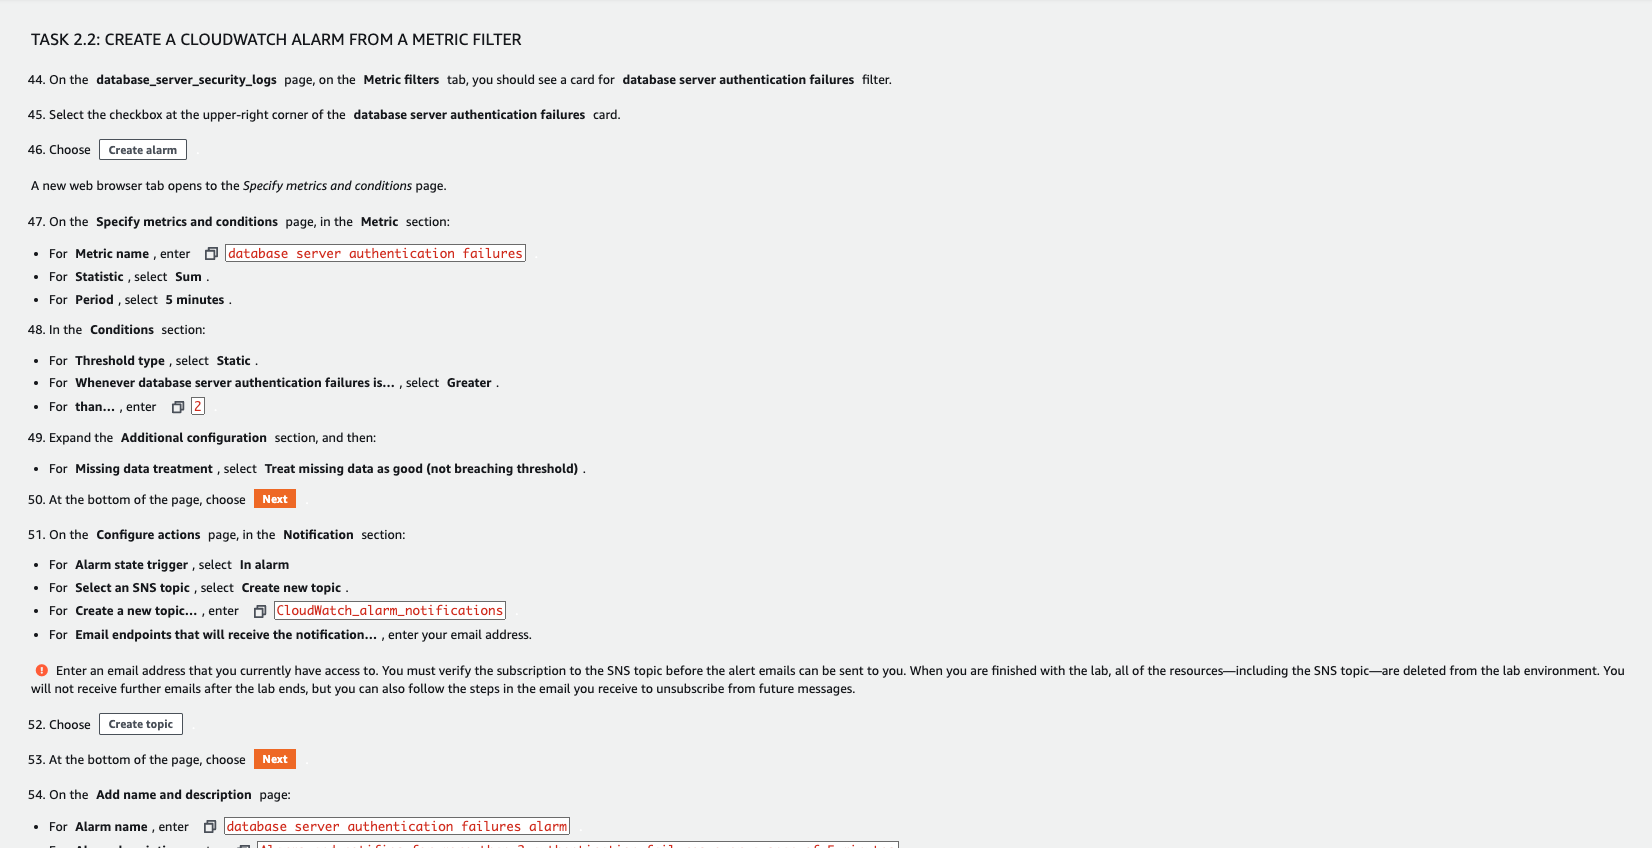 TASK 2.2: CREATE A CLOUDWATCH ALARM FROM A METRIC FILTER
44. On the database_server_security_logs page, on the Metric filters tab, you should see a card for database server authentication failures filter.
45. Select the checkbox at the upper-right corner of the database server authentication failures card.
46. Choose Create alarm .
A new web browser tab opens to the Specify metrics and conditions page.
47. On the Specify metrics and conditions page, in the Metric section:
• For Metric name , enter database server authentication failures .
• For Statistic , select Sum .
• For Period , select 5 minutes .
48. In the Conditions section:
• For Threshold type , select Static .
• For Whenever database server authentication failures is... , select Greater .
• For than... , enter 2 .
49. Expand the Additional configuration section, and then:
• For Missing data treatment , select Treat missing data as good (not breaching threshold) .
50. At the bottom of the page, choose Next .
51. On the Configure actions page, in the Notification section:
• For Alarm state trigger , select In alarm
• For Select an SNS topic , select Create new topic .
• For Create a new topic... , enter CloudWatch_alarm_notifications
• For Email endpoints that will receive the notification... , enter your email address.
Enter an email address that you currently have access to. You must verify the subscription to the SNS topic before the alert emails can be sent to you. When you are finished with the lab, all of the resources—including the SNS topic—are deleted from the lab environment. You
will not receive further emails after the lab ends, but you can also follow the steps in the email you receive to unsubscribe from future messages.
52. Choose Create topic .
53. At the bottom of the page, choose Next .
54. On the Add name and description page:
• For Alarm name , enter database server authentication failures alarm .